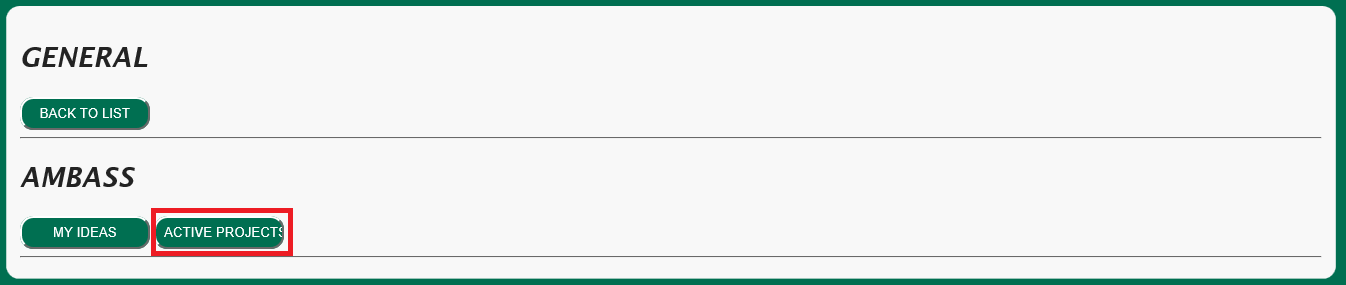 GENERAL
BACK TO LIST
AMBASS
MY IDEAS ACTIVE PROJECTS